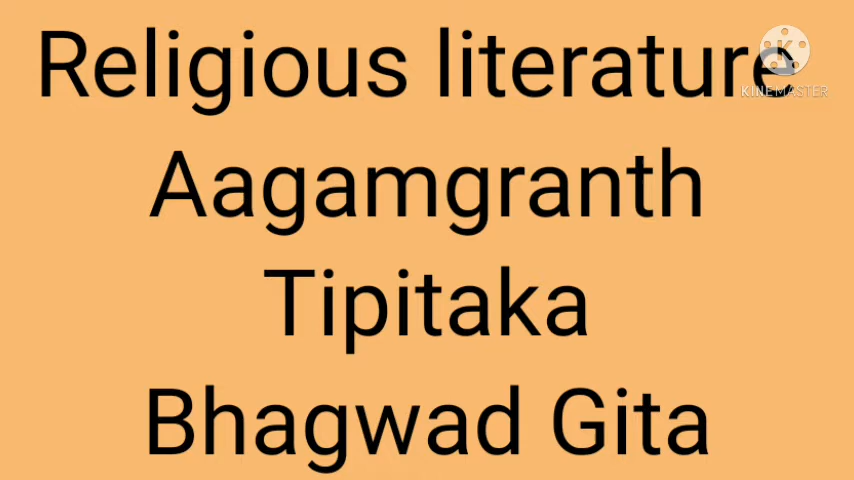 Religious literature
KINEMASTER
Aagamgranth
Tipitaka
Bhagwad Gita